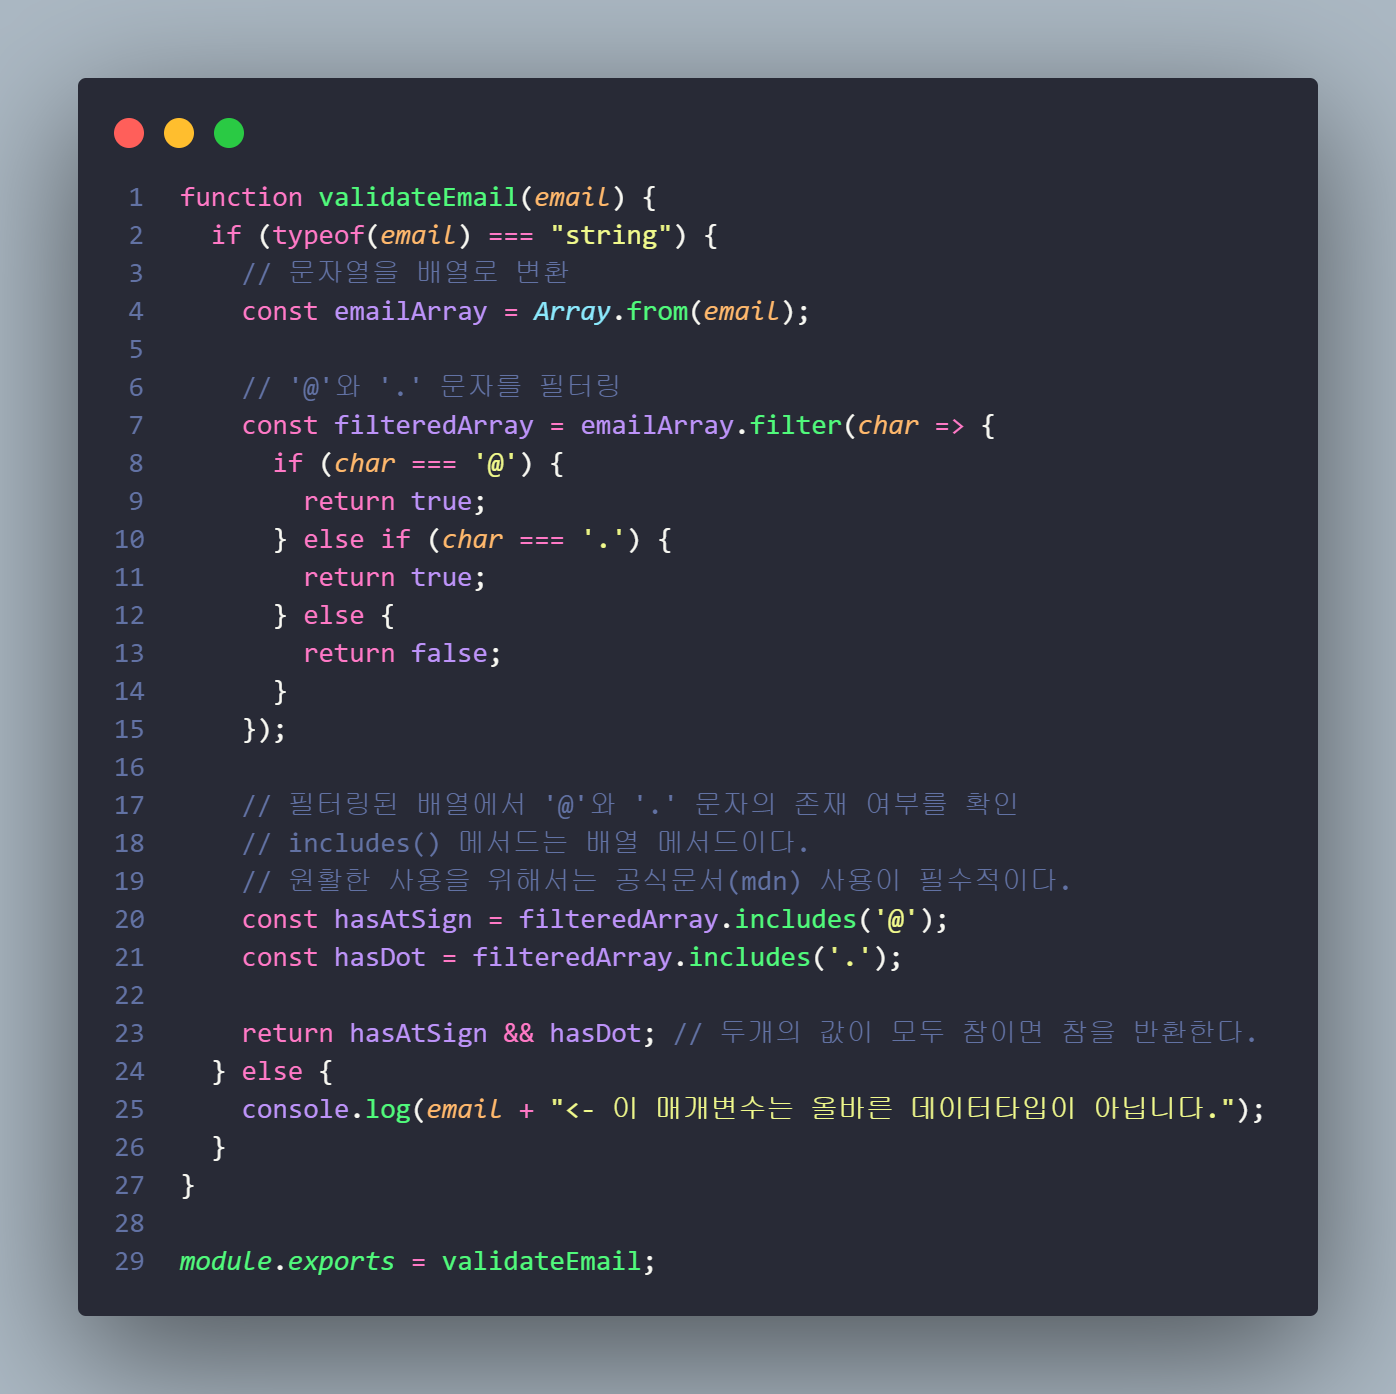 1 function validateEmail(email) {
2   if (typeof(email) === "string") {
3     // 문자열을 배열로 변환
4     const emailArray = Array.from(email);
5
6     // '@'와 '.' 문자를 필터링
7     const filteredArray = emailArray.filter(char => {
8       if (char === '@') {
9         return true;
10       } else if (char === '.') {
11         return true;
12       } else {
13         return false;
14       }
15     });
16
17     // 필터링된 배열에서 '@'와 '.' 문자의 존재 여부를 확인
18     // includes() 메서드는 배열 메서드이다.
19     // 원활한 사용을 위해서는 공식문서(mdn) 사용이 필수적이다.
20     const hasAtSign = filteredArray.includes('@');
21     const hasDot = filteredArray.includes('.');
22
23     return hasAtSign && hasDot; // 두개의 값이 모두 참이면 참을 반환한다.
24   } else {
25     console.log(email + "<- 이 매개변수는 올바른 데이터타입이 아닙니다.");
26   }
27 }
28
29 module.exports = validateEmail;